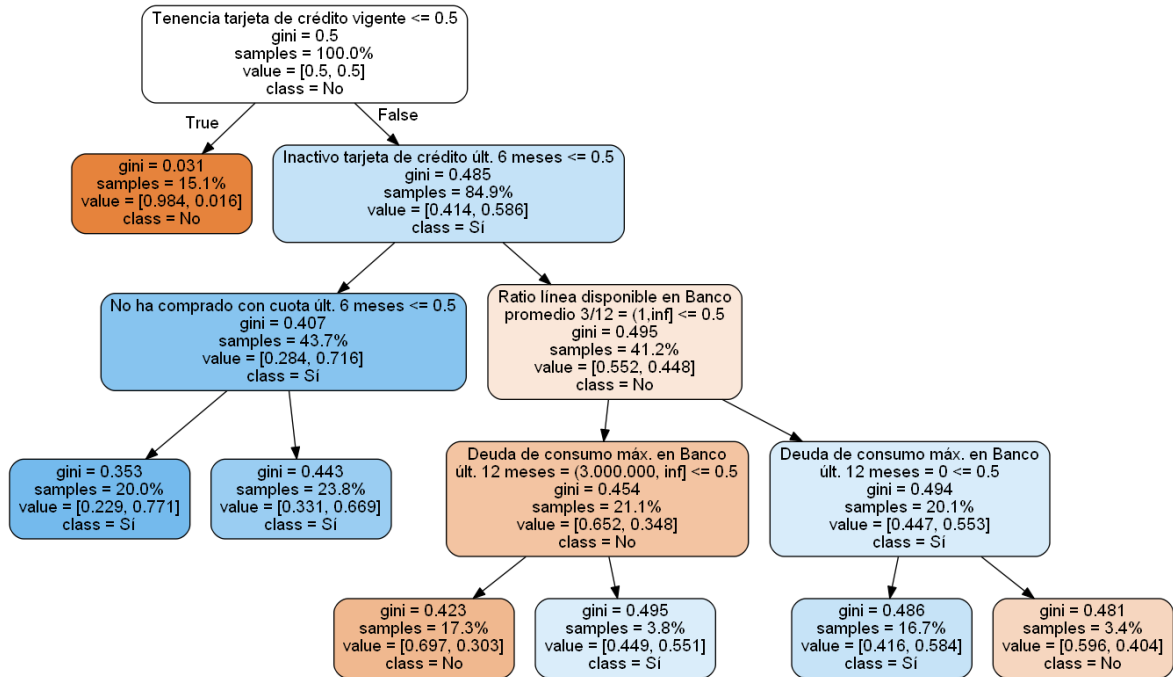 Tenencia tarjeta de crédito vigente <= 0.5
gini = 0.5
samples = 100.0%
value = [0.5, 0.5]
class = No
True
False
gini = 0.031
samples = 15.1%
value = [0.984, 0.016]
class = No
Inactivo tarjeta de crédito últ. 6 meses <= 0.5
gini = 0.485
samples = 84.9%
value = [0.414, 0.586]
class = Sí
No ha comprado con cuota últ. 6 meses <= 0.5
gini = 0.407
samples = 43.7%
value = [0.284, 0.716]
class = Sí
Ratio línea disponible en Banco
promedio 3/12 = (1,inf] <= 0.5
gini = 0.495
samples = 41.2%
value = [0.552, 0.448]
class = No
gini = 0.353
samples = 20.0%
value = [0.229, 0.771]
class = Sí
gini = 0.443
samples = 23.8%
value = [0.331, 0.669]
class = Sí
Deuda de consumo máx. en Banco
últ. 12 meses = (3.000.000, inf] <= 0.5
gini = 0.454
samples = 21.1%
value = [0.652, 0.348]
class = No
Deuda de consumo máx. en Banco
últ. 12 meses = 0 <= 0.5
gini = 0.494
samples = 20.1%
value = [0.447, 0.553]
class = Sí
gini = 0.423
samples = 17.3%
value = [0.697, 0.303]
class = No
gini = 0.495
samples = 3.8%
value = [0.449, 0.551]
class = Sí
gini = 0.486
samples = 16.7%
value = [0.416, 0.584]
class = Sí
gini = 0.481
samples = 3.4%
value = [0.596, 0.404]
class = No